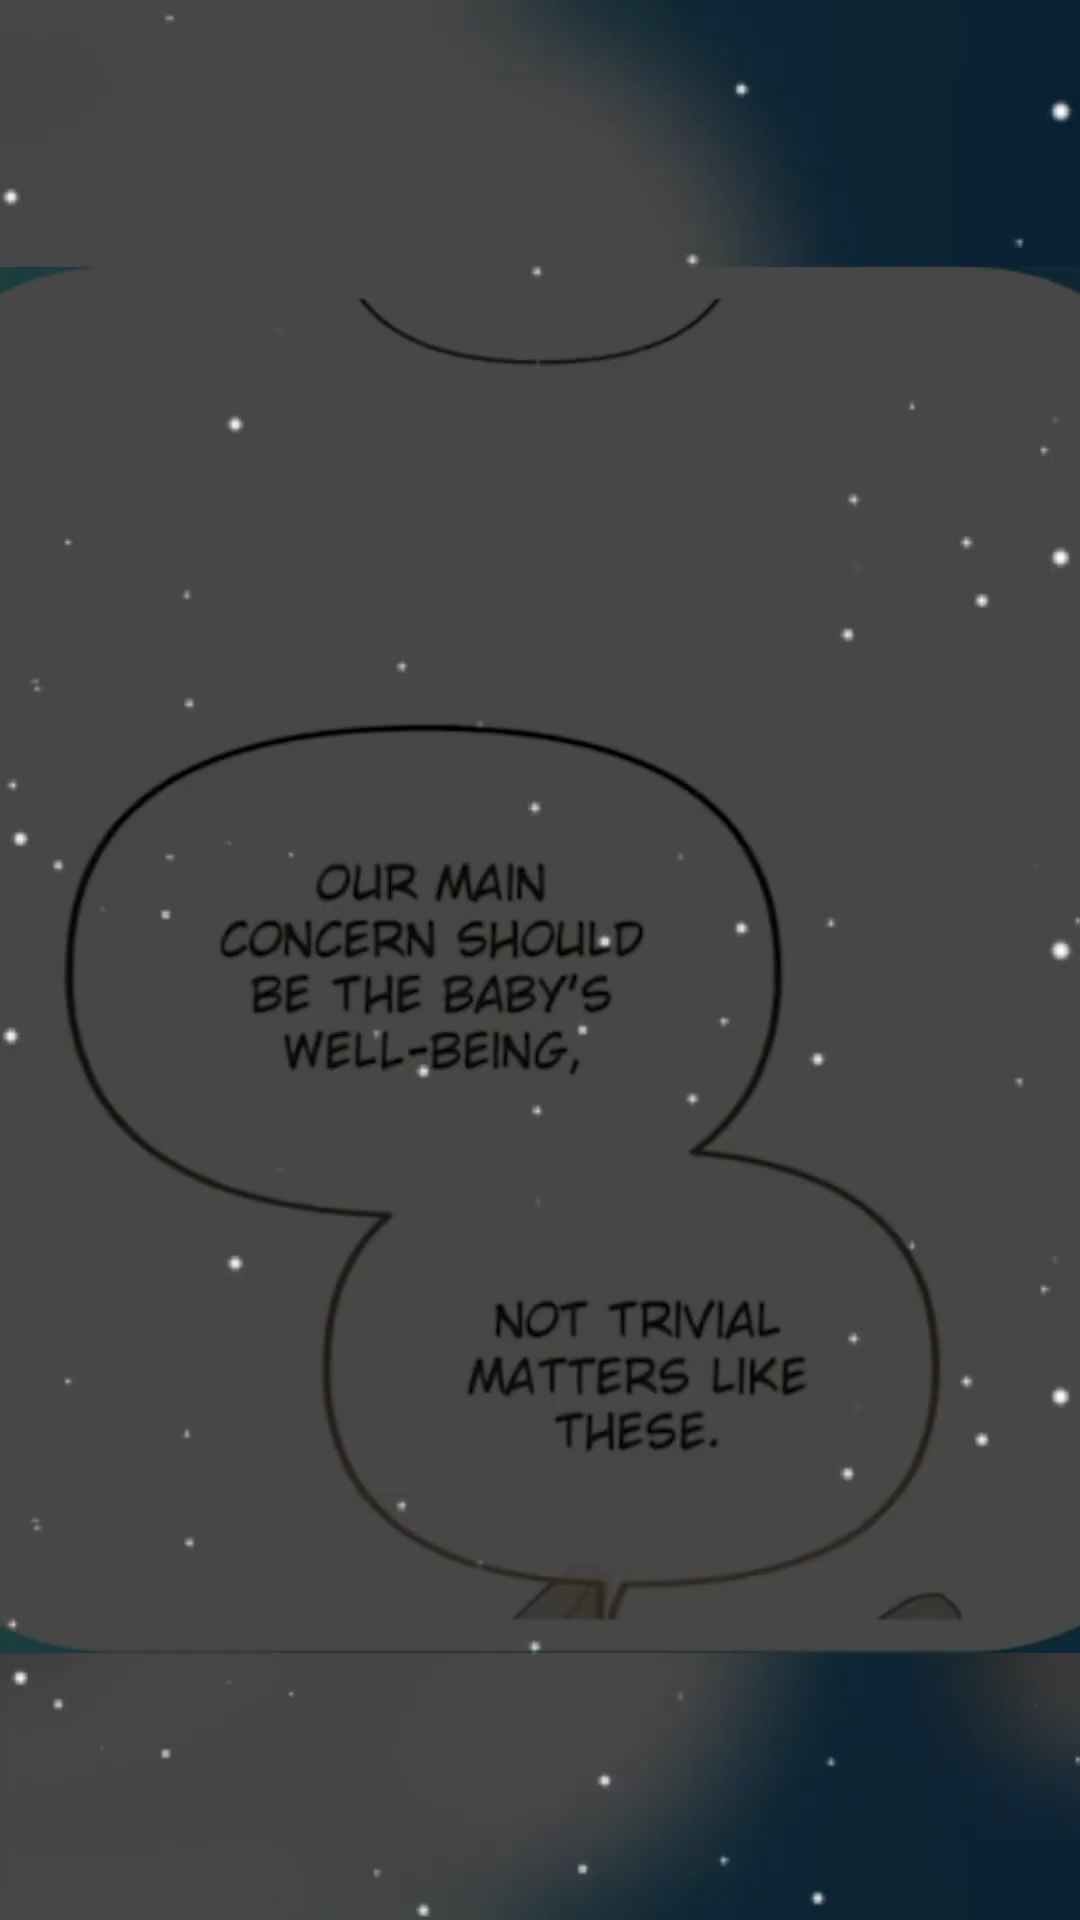 OUR MAIN
CONCERN SHOULD
BE THE BABY'S
WELL-BEING,
NOT TRIVIAL
MATTERS LIKE
THESE.